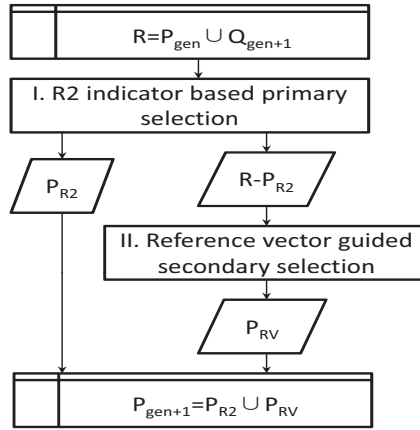 R=P_gen ∪ Q_gen+1
I. R2 indicator based primary
selection
P_R2
R-P_R2
II. Reference vector guided
secondary selection
P_RV
P_gen+1=P_R2 ∪ P_RV